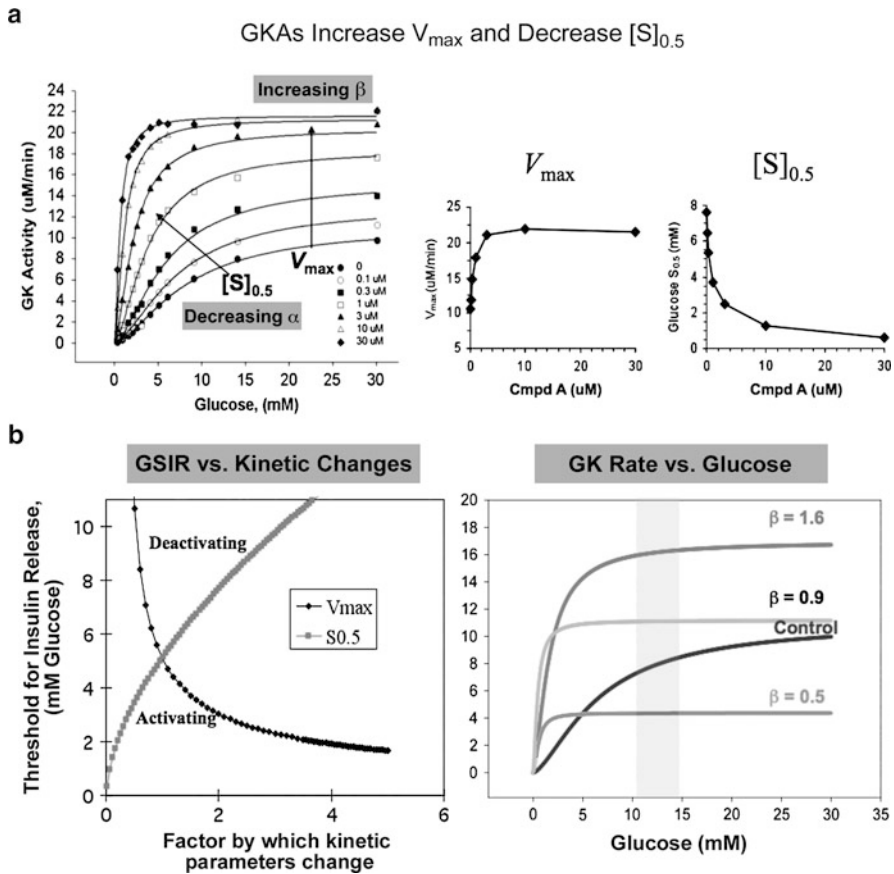 a
GKAs Increase Vmax and Decrease [S]0.5
GK Activity (uM/min)
22
20
18
16
14
12
10
8
6
4
2
0
Increasing β
[S]0.5
Decreasing α
Vmax
0
0.1 uM
0.3 uM
1 uM
3 uM
10 uM
30 uM
0 5 10 15 20 25 30
Glucose, (mM)
Vmax
Vmax (uM/min)
25
20
15
10
5
0 10 20 30
Cmpd A (uM)
[S]0.5
Glucose S0.5 (mM)
8
6
4
2
0
0 10 20 30
Cmpd A (uM)
b
GSIR vs. Kinetic Changes
Threshold for Insulin Release,
(mM Glucose)
10
8
6
4
2
0
Deactivating
Activating
Vmax
S0.5
0 2 4 6
Factor by which kinetic
parameters change
GK Rate vs. Glucose
20
18
16
14
12
10
8
6
4
2
0
β = 1.6
β = 0.9
Control
β = 0.5
0 5 10 15 20 25 30 35
Glucose (mM)